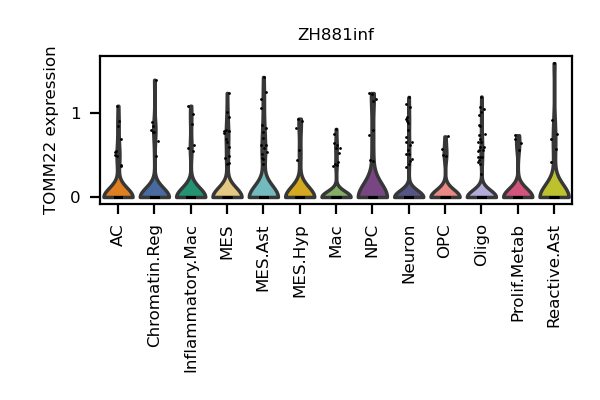 ZH881inf
TOMM22 expression
1
0
AC
Chromatin.Reg
Inflammatory.Mac
MES
MES.Ast
MES.Hyp
Mac
NPC
Neuron
OPC
Oligo
Prolif.Metab
Reactive.Ast